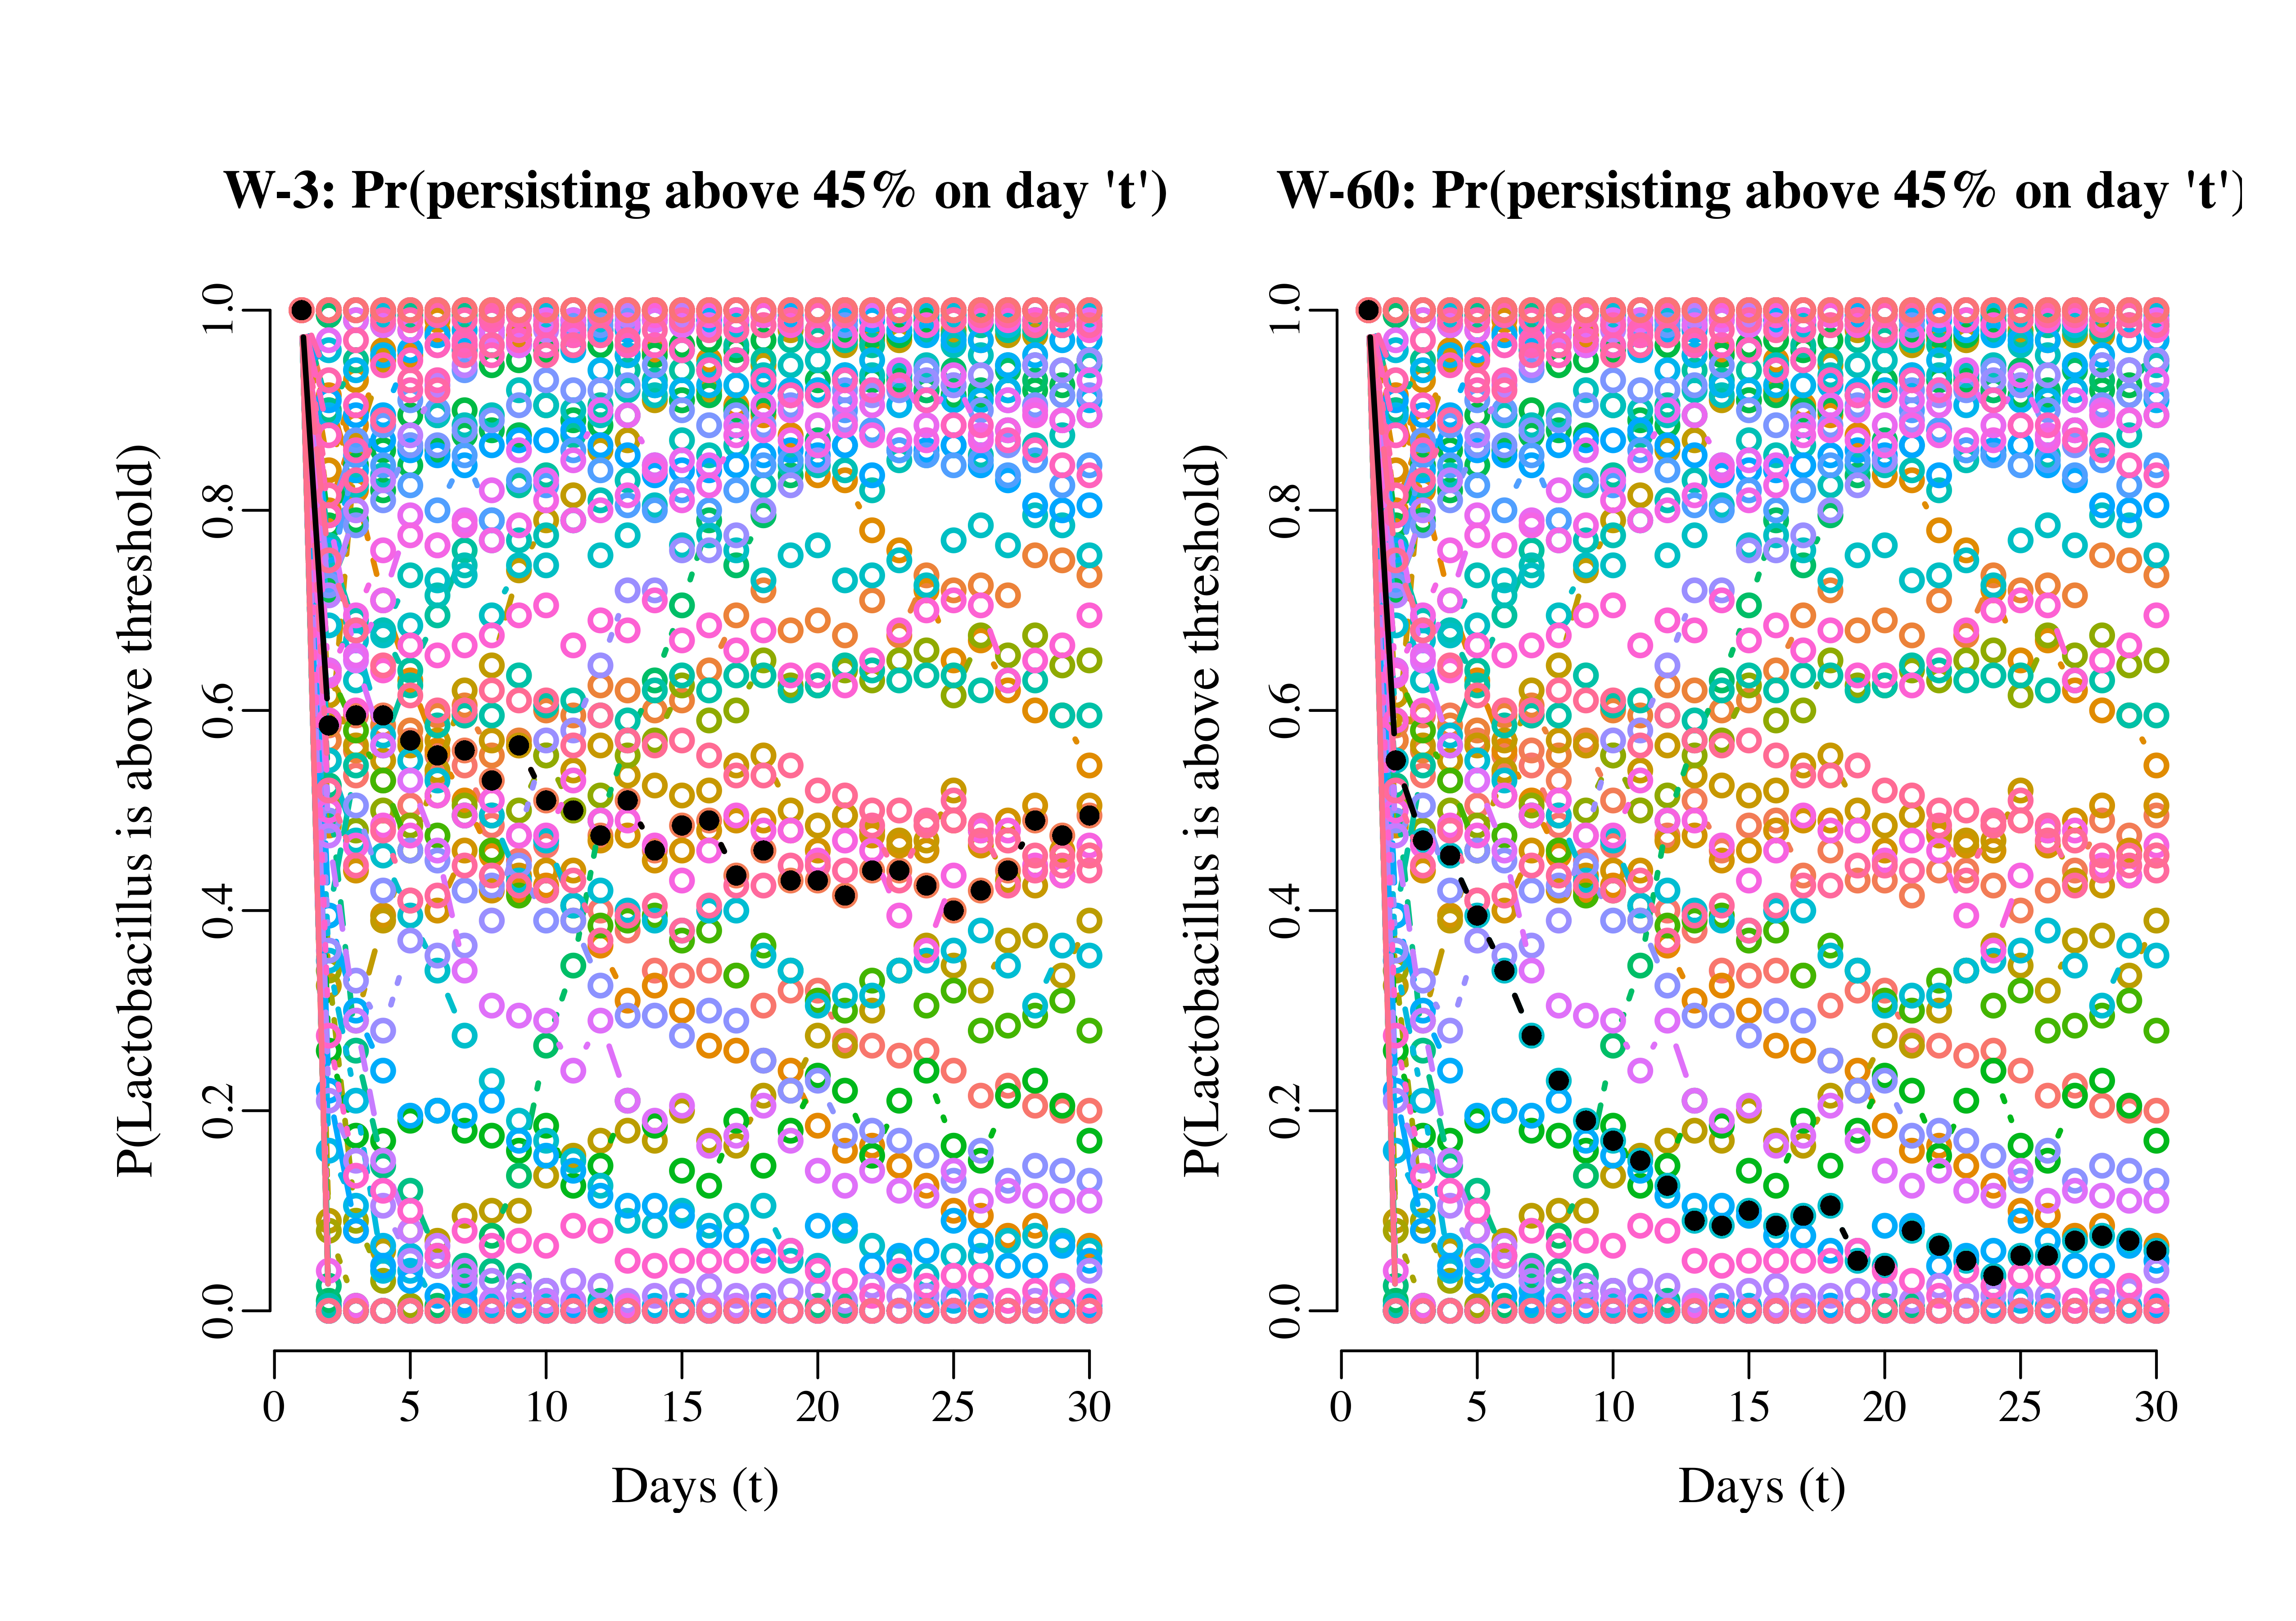 W-3: Pr(persisting above 45% on day 't')
P(Lactobacillus is above threshold)
1.0
0.8
0.6
0.4
0.2
0.0
0 5 10 15 20 25 30
Days (t)
W-60: Pr(persisting above 45% on day 't')
P(Lactobacillus is above threshold)
1.0
0.8
0.6
0.4
0.2
0.0
0 5 10 15 20 25 30
Days (t)